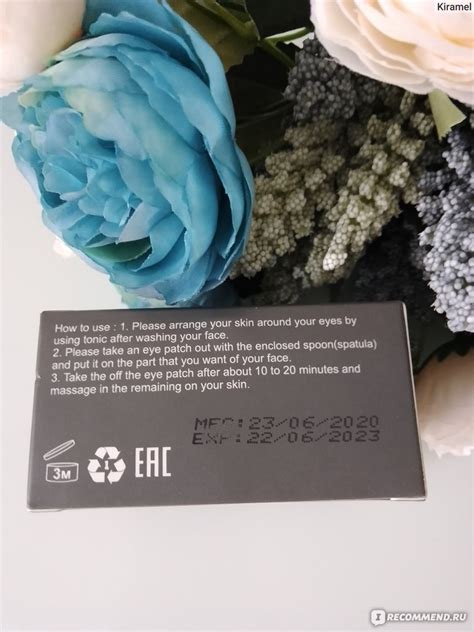 Kiramel
How to use : 1. Please arrange your skin around your eyes by
using tonic after washing your face.
2. Please take an eye patch out with the enclosed spoon(spatula)
and put it on the part that you want of your face.
3. Take the off the eye patch after about 10 to 20 minutes and
massage in the remaining on your skin.
MFG:23/06/2020
EXP:22/06/2023
3м
1
EAC
I RECOMMEND.RU